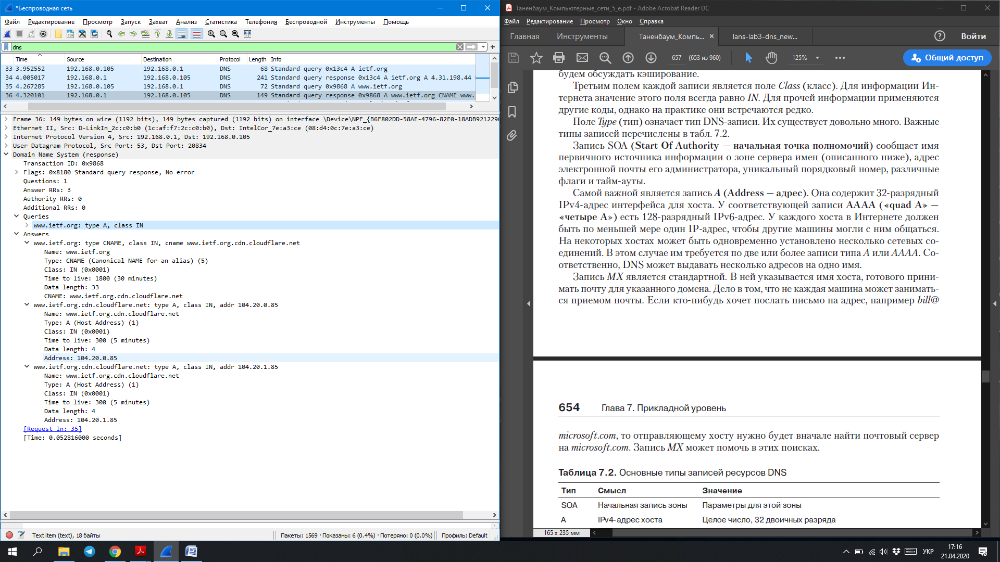 *Беспроводная сеть
Файл Редактирование Просмотр Запуск Захват Анализ Статистика Телефония Беспроводной Инструменты Помощь
dns
Time Source Destination Protocol Length Info
33 3.952552 192.168.0.105 192.168.0.1 DNS 68 Standard query 0x13c4 A ietf.org
34 4.005017 192.168.0.1 192.168.0.105 DNS 241 Standard query response 0x13c4 A ietf.org A 4.31.198.44
35 4.267285 192.168.0.105 192.168.0.1 DNS 72 Standard query 0x9868 A www.ietf.org
36 4.320101 192.168.0.1 192.168.0.105 DNS 149 Standard query response 0x9868 A www.ietf.org CNAME www.
Frame 36: 149 bytes on wire (1192 bits), 149 bytes captured (1192 bits) on interface \Device\NPF_{B6F802DD-58AE-4796-82E0-18ADB9212290
Ethernet II, Src: D-LinkIn_2c:c0:b0 (1c:af:f7:2c:c0:b0), Dst: IntelCor_7e:a3:ce (08:d4:0c:7e:a3:ce)
Internet Protocol Version 4, Src: 192.168.0.1, Dst: 192.168.0.105
User Datagram Protocol, Src Port: 53, Dst Port: 20834
Domain Name System (response)
Transaction ID: 0x9868
Flags: 0x8180 Standard query response, No error
Questions: 1
Answer RRs: 3
Authority RRs: 0
Additional RRs: 0
Queries
www.ietf.org: type A, class IN
Answers
www.ietf.org: type CNAME, class IN, cname www.ietf.org.cdn.cloudflare.net
Name: www.ietf.org
Type: CNAME (Canonical NAME for an alias) (5)
Class: IN (0x0001)
Time to live: 1800 (30 minutes)
Data length: 33
CNAME: www.ietf.org.cdn.cloudflare.net
www.ietf.org.cdn.cloudflare.net: type A, class IN, addr 104.20.0.85
Name: www.ietf.org.cdn.cloudflare.net
Type: A (Host Address) (1)
Class: IN (0x0001)
Time to live: 300 (5 minutes)
Data length: 4
Address: 104.20.0.85
www.ietf.org.cdn.cloudflare.net: type A, class IN, addr 104.20.1.85
Name: www.ietf.org.cdn.cloudflare.net
Type: A (Host Address) (1)
Class: IN (0x0001)
Time to live: 300 (5 minutes)
Data length: 4
Address: 104.20.1.85
[Request In: 35]
[Time: 0.052816000 seconds]
Text item (text), 18 байты Пакеты: 1569 · Показаны: 6 (0.4%) · Потеряно: 0 (0.0%) Профиль: Default
Таненбаум_Компьютерные_сети_5_е.pdf - Adobe Acrobat Reader DC
Файл Редактирование Просмотр Окно Справка
Главная Инструменты Таненбаум_Компь... lans-lab3-dns_new... Войти
657 (653 из 960) 125% Общий доступ
будем обсуждать кэширование.
Третьим полем каждой записи является поле Class (класс). Для информации Ин-
тернета значение этого поля всегда равно IN. Для прочей информации применяются
другие коды, однако на практике они встречаются редко.
Поле Type (тип) означает тип DNS-записи. Их существует довольно много. Важные
типы записей перечислены в табл. 7.2.
Запись SOA (Start Of Authority — начальная точка полномочий) сообщает имя
первичного источника информации о зоне сервера имен (описанного ниже), адрес
электронной почты его администратора, уникальный порядковый номер, различные
флаги и тайм-ауты.
Самой важной является запись A (Address — адрес). Она содержит 32-разрядный
IPv4-адрес интерфейса для хоста. У соответствующей записи AAAA («quad A» —
«четыре A») есть 128-разрядный IPv6-адрес. У каждого хоста в Интернете должен
быть по меньшей мере один IP-адрес, чтобы другие машины могли с ним общаться.
На некоторых хостах может быть одновременно установлено несколько сетевых со-
единений. В этом случае им требуется по две или более записи типа A или AAAA. Со-
ответственно, DNS может выдавать несколько адресов на одно имя.
Запись MX является стандартной. В ней указывается имя хоста, готового прини-
мать почту для указанного домена. Дело в том, что не каждая машина может занимать-
ся приемом почты. Если кто-нибудь хочет послать письмо на адрес, например bill@
654 Глава 7. Прикладной уровень
microsoft.com, то отправляющему хосту нужно будет вначале найти почтовый сервер
на microsoft.com. Запись MX может помочь в этих поисках.
Таблица 7.2. Основные типы записей ресурсов DNS
Тип Смысл Значение
SOA Начальная запись зоны Параметры для этой зоны
A IPv4-адрес хоста Целое число, 32 двоичных разряда
165 x 235 мм
УКР 17:16
21.04.2020